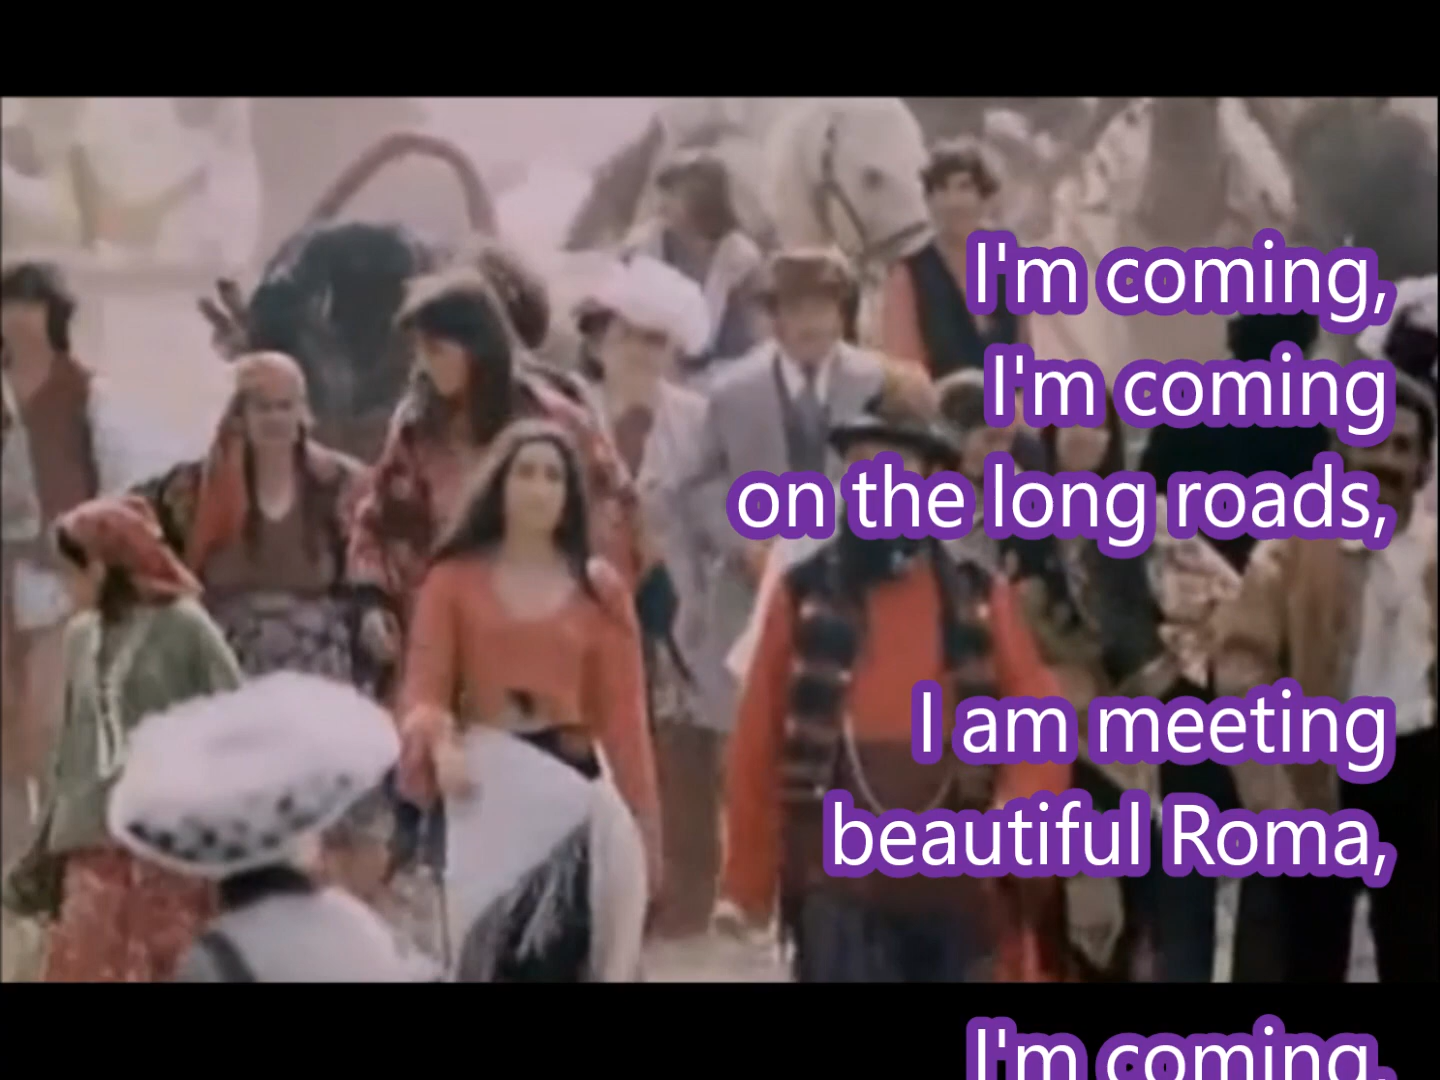 I'm coming,
I'm coming
on the long roads,
I am meeting
beautiful Roma,
I'm coming,